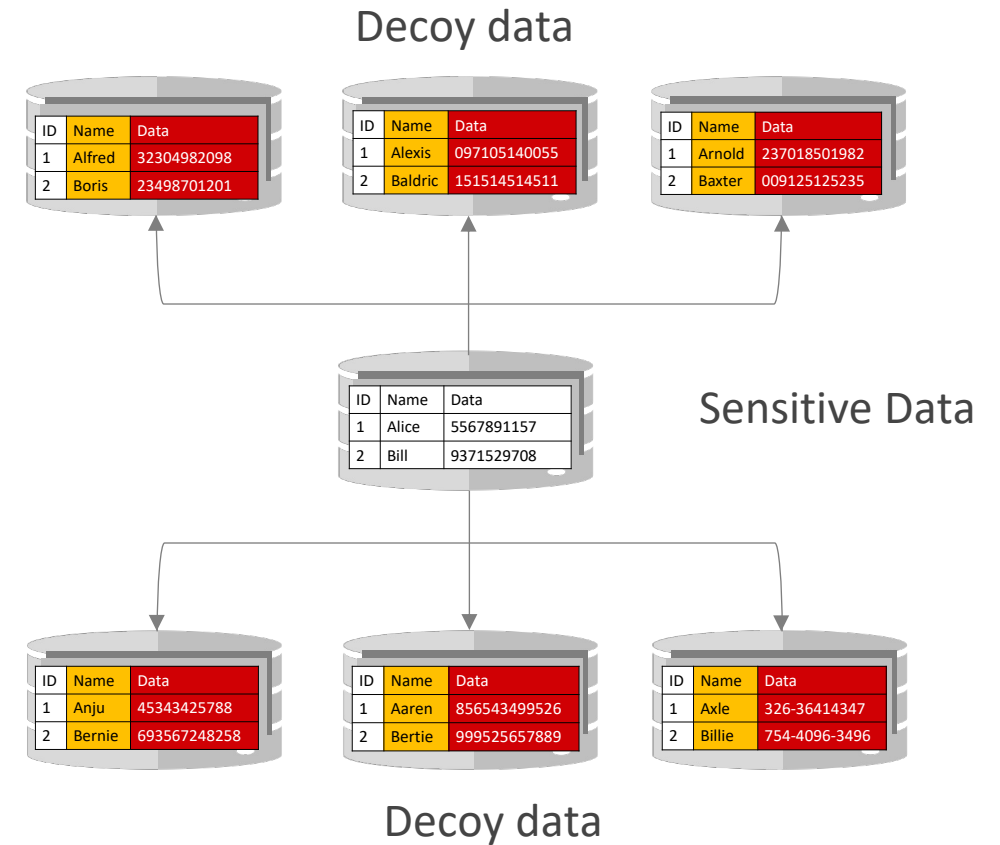 Decoy data
ID Name Data
1 Alfred 32304982098
2 Boris 23498701201
ID Name Data
1 Alexis 097105140055
2 Baldric 151514514511
ID Name Data
1 Arnold 237018501982
2 Baxter 009125125235
ID Name Data
1 Alice 5567891157
2 Bill 9371529708
Sensitive Data
ID Name Data
1 Anju 45343425788
2 Bernie 693567248258
ID Name Data
1 Aaren 856543499526
2 Bertie 999525657889
ID Name Data
1 Axle 326-36414347
2 Billie 754-4096-3496
Decoy data